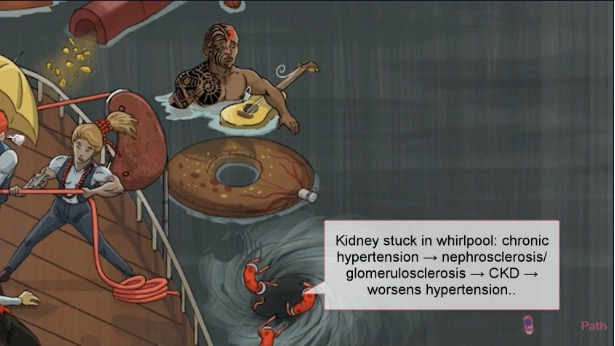 Kidney stuck in whirlpool: chronic
hypertension → nephrosclerosis/
glomerulosclerosis → CKD →
worsens hypertension..
Path